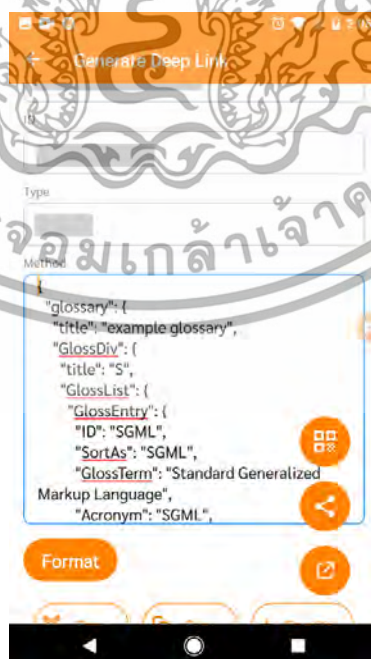 Generate Deep Link
Type
จอมเกล้าเจ้าค
Method
{
"glossary": {
"title": "example glossary",
"GlossDiv": {
"title": "S",
"GlossList": {
"GlossEntry": {
"ID": "SGML",
"SortAs": "SGML",
"GlossTerm": "Standard Generalized
Markup Language",
"Acronym": "SGML",
Format